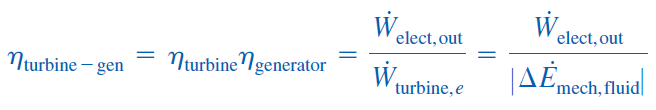 η_turbine – gen = η_turbine η_generator = Ẇ_elect, out / Ẇ_turbine, e = Ẇ_elect, out / |ΔĖ_mech, fluid|